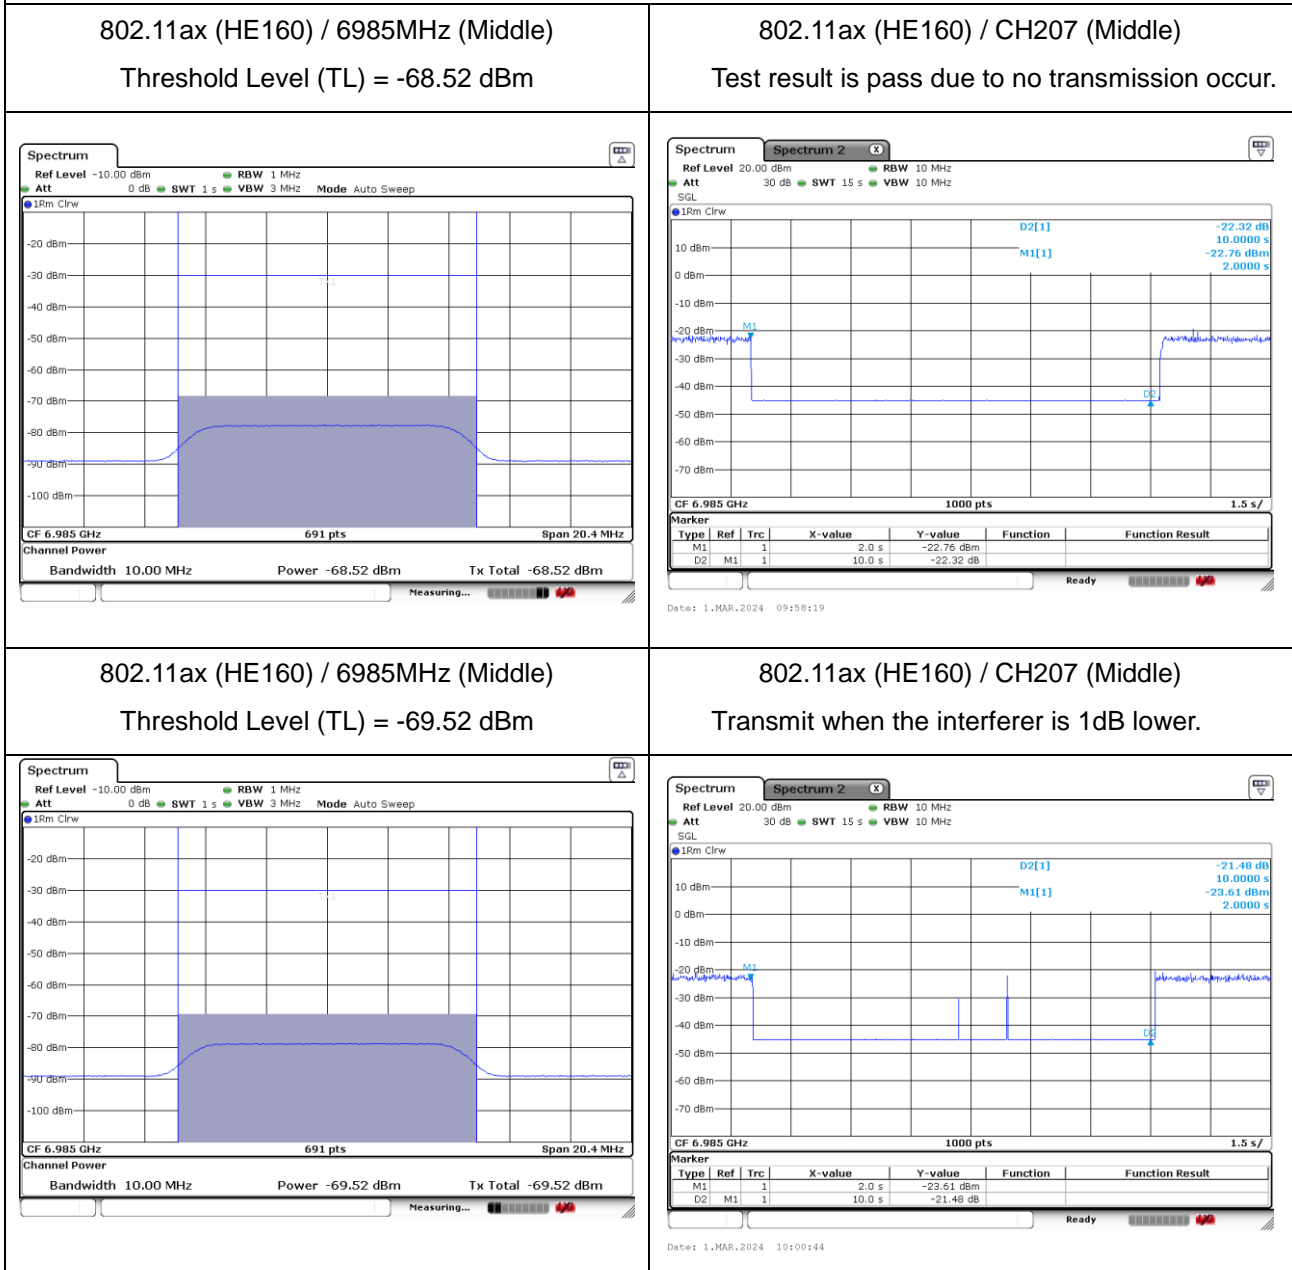 802.11ax (HE160) / 6985MHz (Middle)
Threshold Level (TL) = -68.52 dBm
802.11ax (HE160) / CH207 (Middle)
Test result is pass due to no transmission occur.
Spectrum
Ref Level -10.00 dBm RBW 1 MHz
Att 0 dB SWT 1 s VBW 3 MHz Mode Auto Sweep
1Rm Clrw
-20 dBm
-30 dBm
-40 dBm
-50 dBm
-60 dBm
-70 dBm
-80 dBm
-90 dBm
-100 dBm
CF 6.985 GHz 691 pts Span 20.4 MHz
Channel Power
Bandwidth 10.00 MHz Power -68.52 dBm Tx Total -68.52 dBm
Measuring...
Spectrum Spectrum 2 X
Ref Level 20.00 dBm RBW 10 MHz
Att 30 dB SWT 15 s VBW 10 MHz
SGL
1Rm Clrw
D2[1] -22.32 dB
10.0000 s
M1[1] -22.76 dBm
2.0000 s
10 dBm
0 dBm
-10 dBm
-20 dBm
M1
-30 dBm
-40 dBm
D2
-50 dBm
-60 dBm
-70 dBm
CF 6.985 GHz 1000 pts 1.5 s/
Marker
Type Ref Trc X-value Y-value Function Function Result
M1 1 2.0 s -22.76 dBm
D2 M1 1 10.0 s -22.32 dB
Ready
Date: 1.MAR.2024 09:58:19
802.11ax (HE160) / 6985MHz (Middle)
Threshold Level (TL) = -69.52 dBm
802.11ax (HE160) / CH207 (Middle)
Transmit when the interferer is 1dB lower.
Spectrum
Ref Level -10.00 dBm RBW 1 MHz
Att 0 dB SWT 1 s VBW 3 MHz Mode Auto Sweep
1Rm Clrw
-20 dBm
-30 dBm
-40 dBm
-50 dBm
-60 dBm
-70 dBm
-80 dBm
-90 dBm
-100 dBm
CF 6.985 GHz 691 pts Span 20.4 MHz
Channel Power
Bandwidth 10.00 MHz Power -69.52 dBm Tx Total -69.52 dBm
Measuring...
Spectrum Spectrum 2 X
Ref Level 20.00 dBm RBW 10 MHz
Att 30 dB SWT 15 s VBW 10 MHz
SGL
1Rm Clrw
D2[1] -21.48 dB
10.0000 s
M1[1] -23.61 dBm
2.0000 s
10 dBm
0 dBm
-10 dBm
-20 dBm
M1
-30 dBm
-40 dBm
D2
-50 dBm
-60 dBm
-70 dBm
CF 6.985 GHz 1000 pts 1.5 s/
Marker
Type Ref Trc X-value Y-value Function Function Result
M1 1 2.0 s -23.61 dBm
D2 M1 1 10.0 s -21.48 dB
Ready
Date: 1.MAR.2024 10:00:44